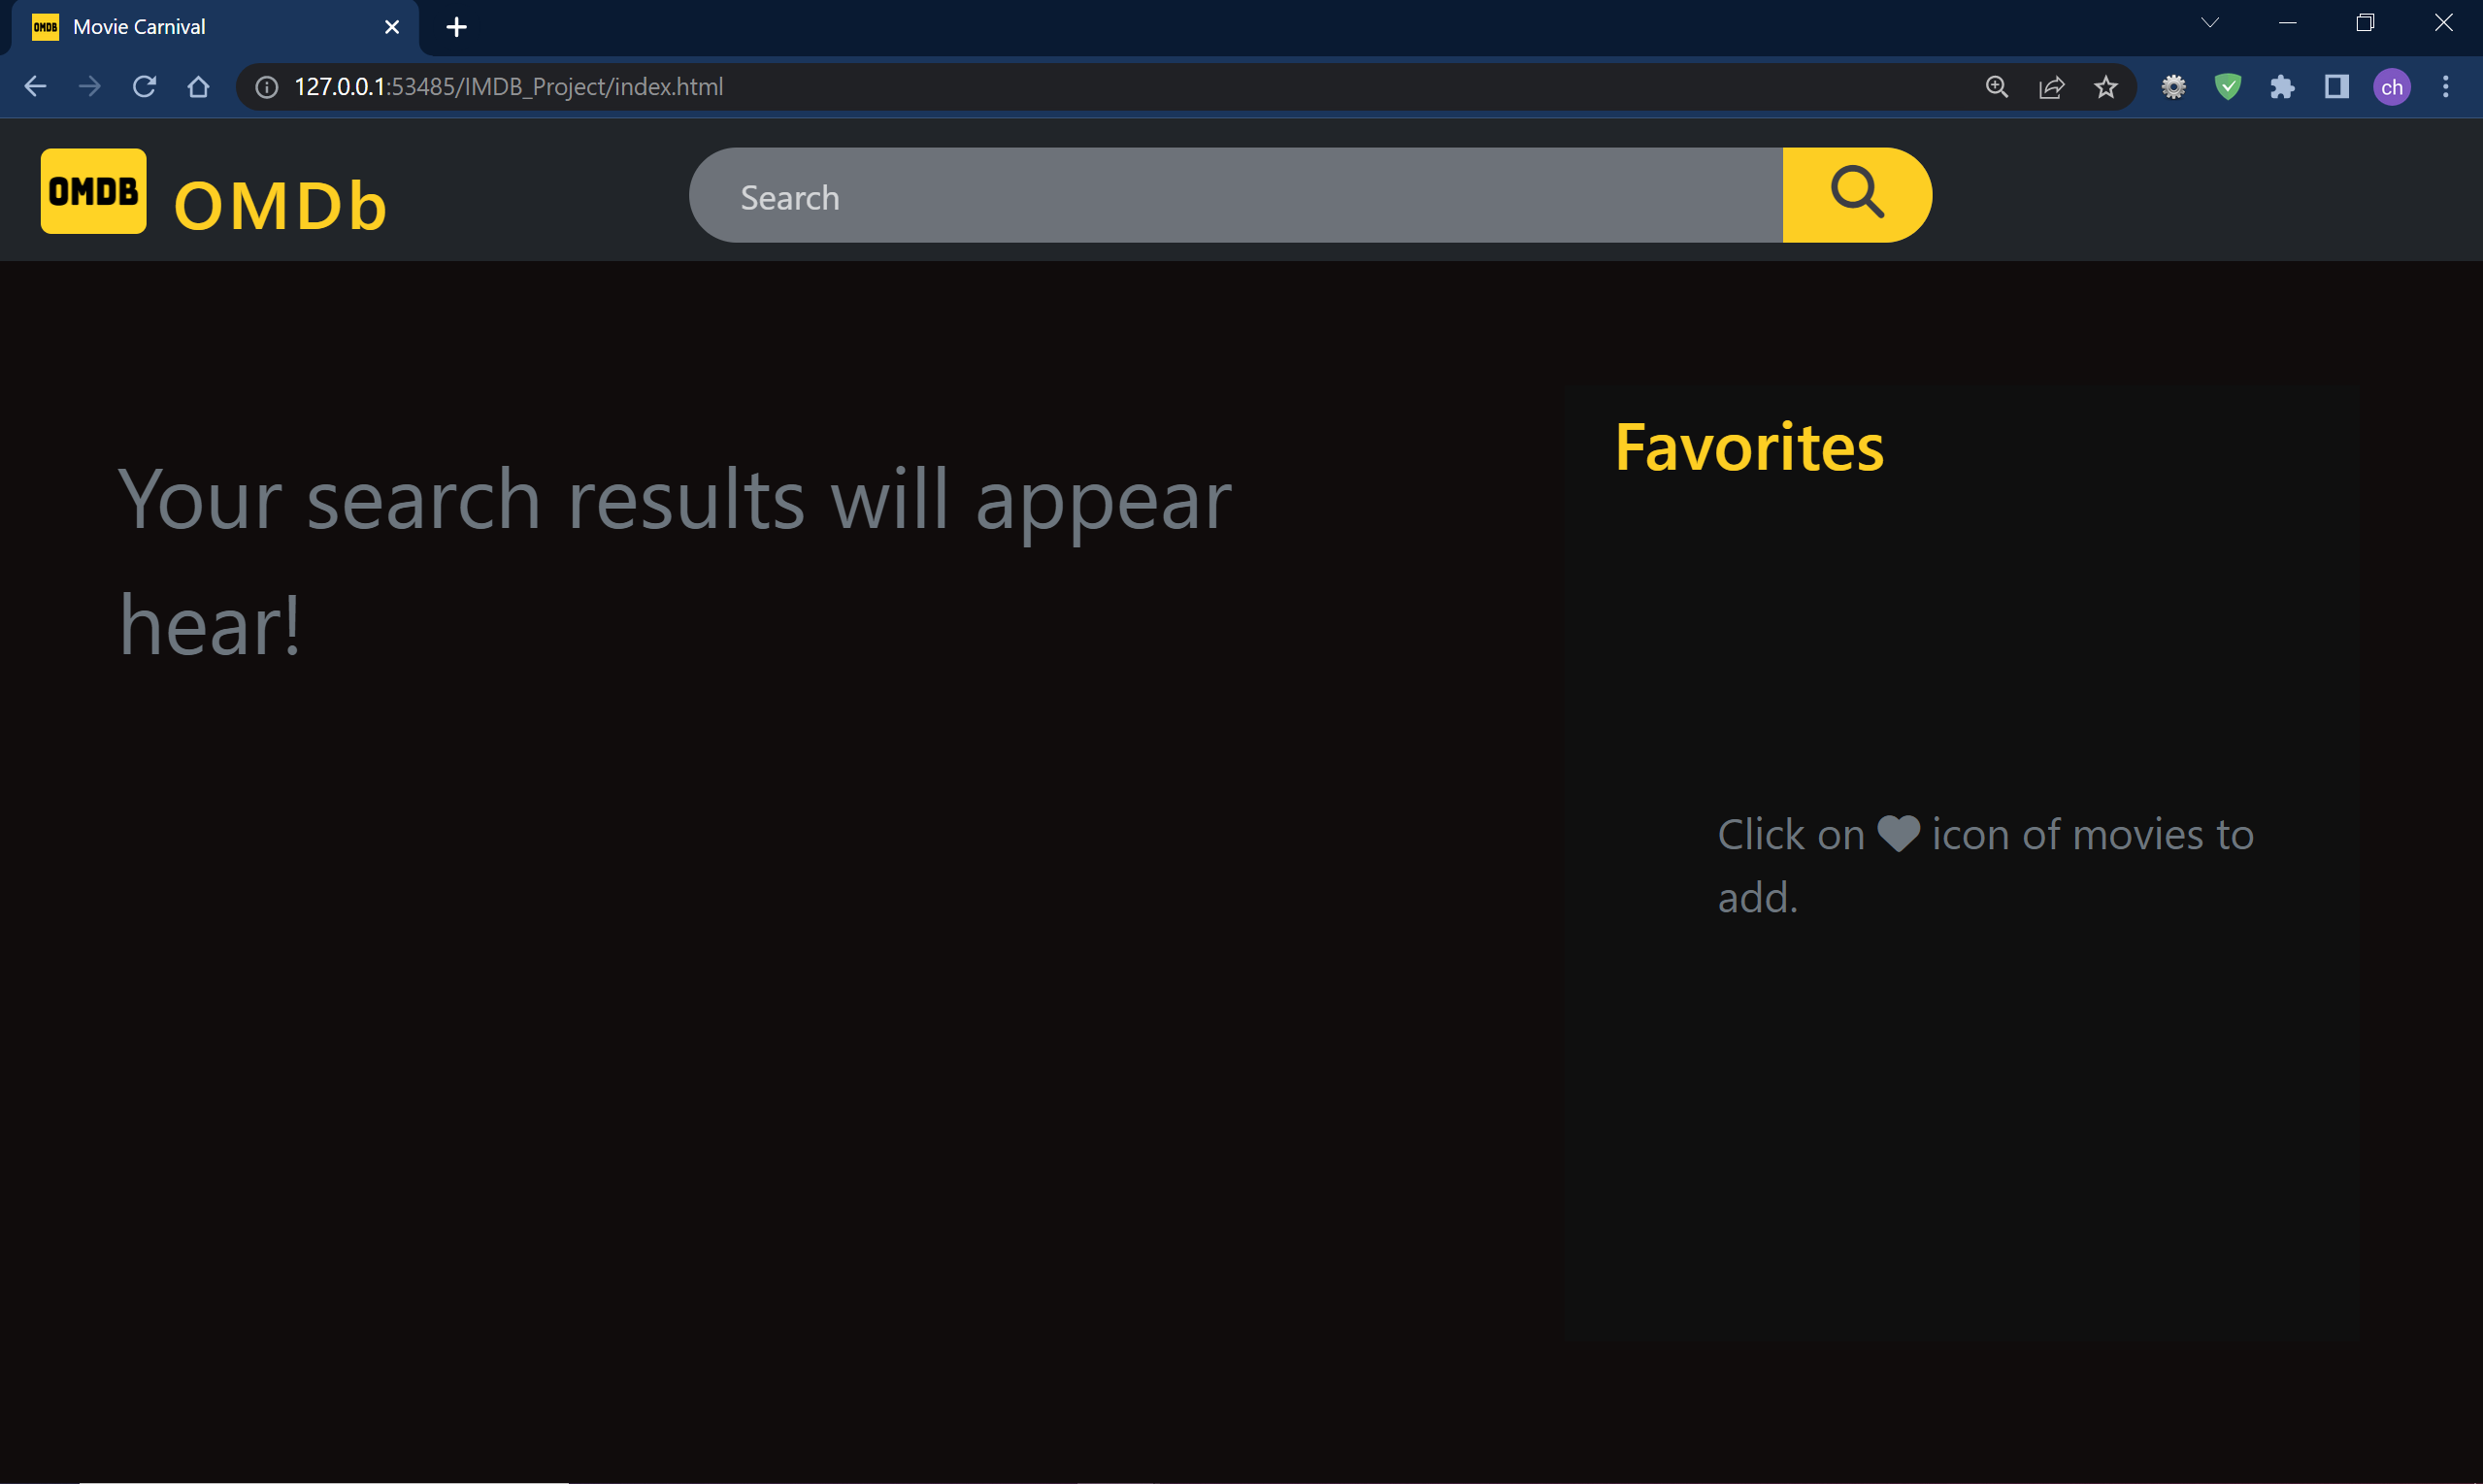 OMDB Movie Carnival
127.0.0.1:53485/IMDB_Project/index.html
ch
OMDB OMDb
Search
Favorites
Your search results will appear
hear!
Click on icon of movies to
add.